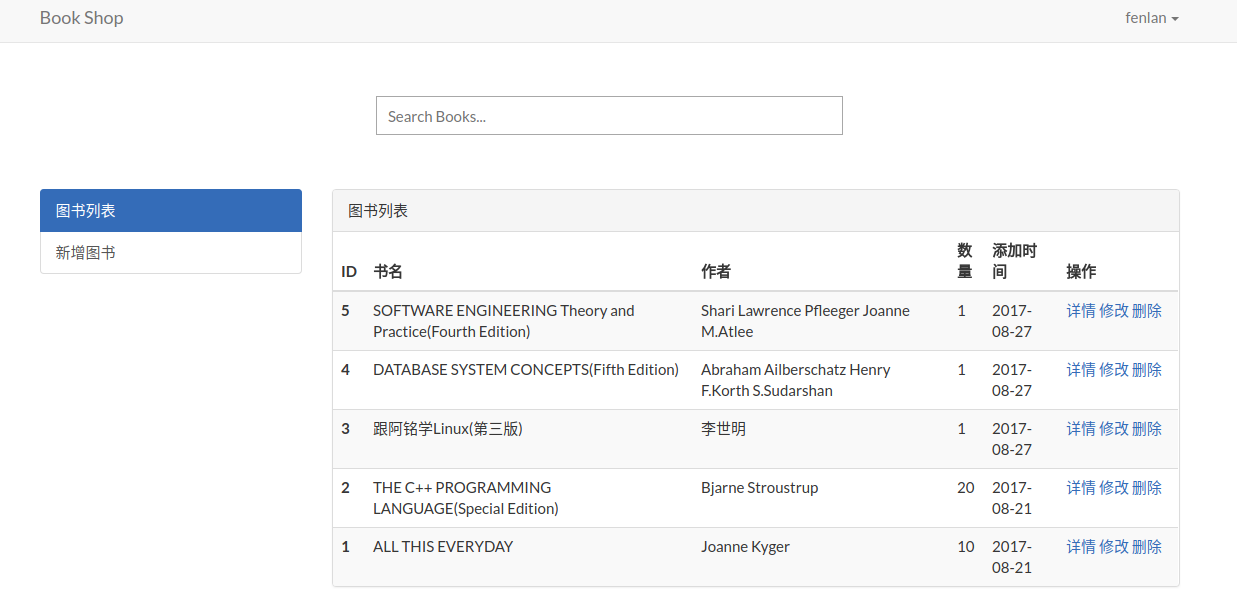 Book Shop
fenlan
Search Books...
图书列表
新增图书
图书列表
ID 书名 作者 数量 添加时间 操作
5 SOFTWARE ENGINEERING Theory and Practice(Fourth Edition) Shari Lawrence Pfleeger Joanne M.Atlee 1 2017-08-27 详情 修改 删除
4 DATABASE SYSTEM CONCEPTS(Fifth Edition) Abraham Ailberschatz Henry F.Korth S.Sudarshan 1 2017-08-27 详情 修改 删除
3 跟阿铭学Linux(第三版) 李世明 1 2017-08-27 详情 修改 删除
2 THE C++ PROGRAMMING LANGUAGE(Special Edition) Bjarne Stroustrup 20 2017-08-21 详情 修改 删除
1 ALL THIS EVERYDAY Joanne Kyger 10 2017-08-21 详情 修改 删除